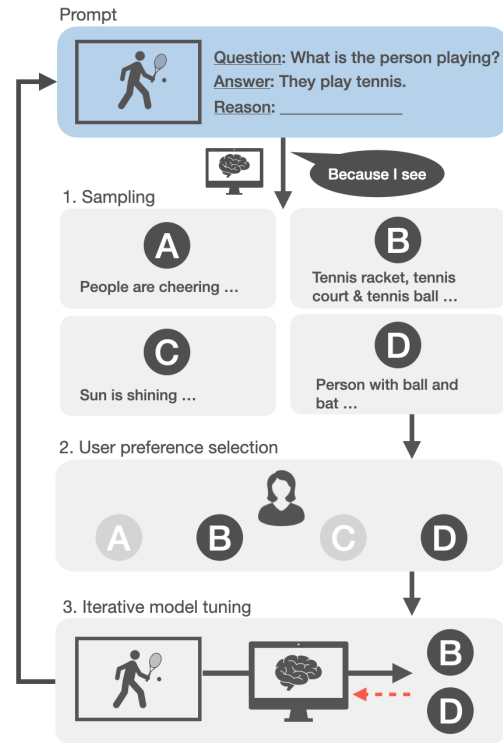 Prompt
Question: What is the person playing?
Answer: They play tennis.
Reason: ____________________
Because I see
1. Sampling
A
People are cheering ...
B
Tennis racket, tennis
court & tennis ball ...
C
Sun is shining ...
D
Person with ball and
bat ...
2. User preference selection
A
B
C
D
3. Iterative model tuning
B
D